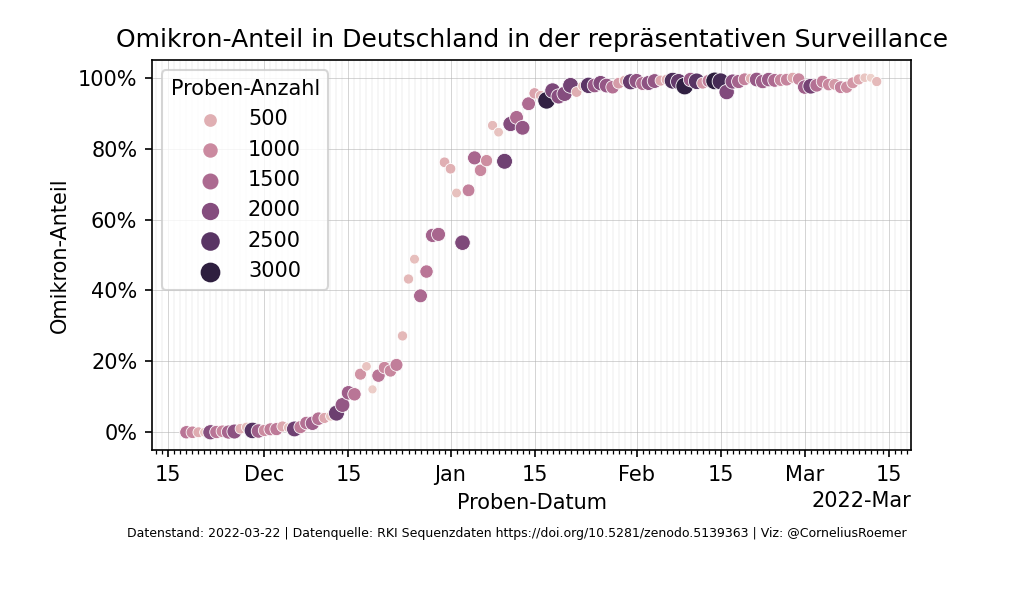 Omikron-Anteil in Deutschland in der repräsentativen Surveillance
100%
80%
60%
40%
20%
0%
Omikron-Anteil
Proben-Anzahl
500
1000
1500
2000
2500
3000
15 Dec 15 Jan 15 Feb 15 Mar 15
Proben-Datum
2022-Mar
Datenstand: 2022-03-22 | Datenquelle: RKI Sequenzdaten https://doi.org/10.5281/zenodo.5139363 | Viz: @CorneliusRoemer